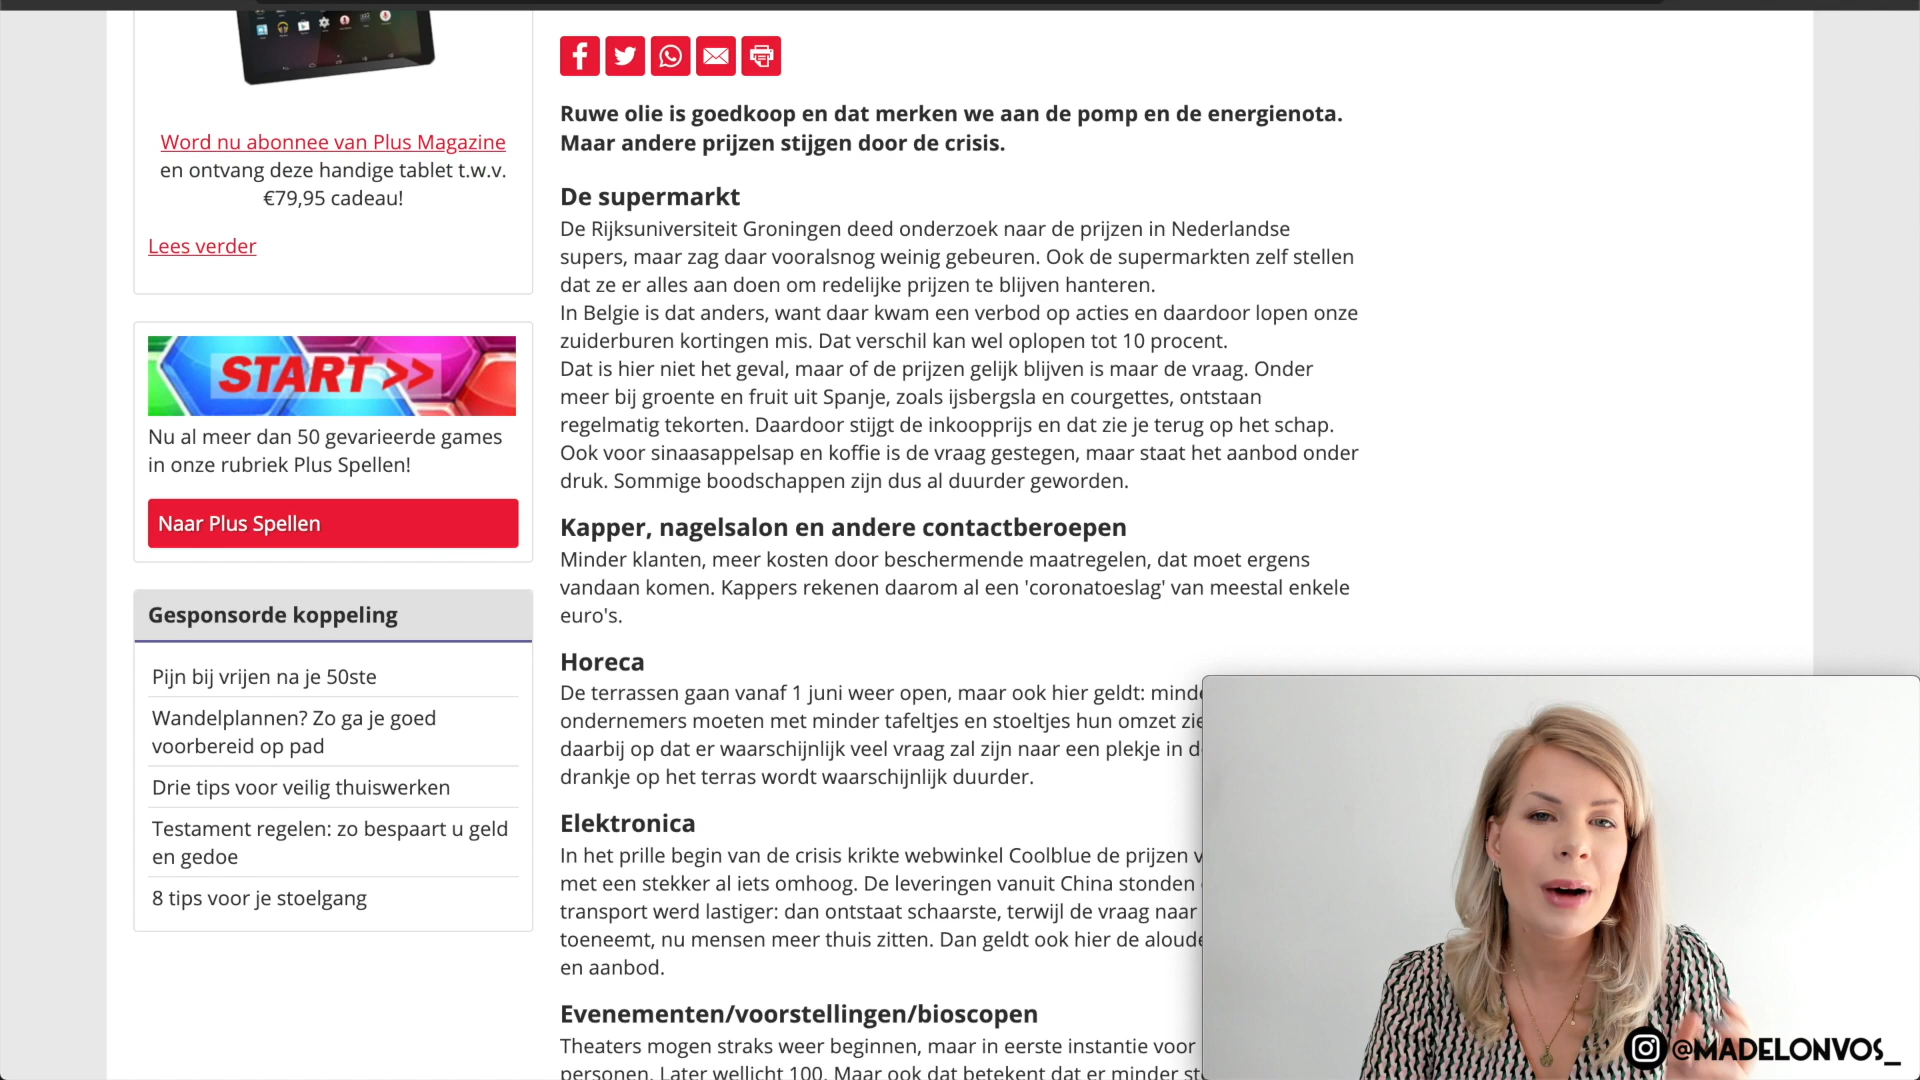 Word nu abonnee van Plus Magazine
en ontvang deze handige tablet t.w.v.
€79,95 cadeau!
Lees verder
START >>
Nu al meer dan 50 gevarieerde games
in onze rubriek Plus Spellen!
Naar Plus Spellen
Gesponsorde koppeling
Pijn bij vrijen na je 50ste
Wandelplannen? Zo ga je goed
voorbereid op pad
Drie tips voor veilig thuiswerken
Testament regelen: zo bespaart u geld
en gedoe
8 tips voor je stoelgang
Ruwe olie is goedkoop en dat merken we aan de pomp en de energienota.
Maar andere prijzen stijgen door de crisis.
De supermarkt
De Rijksuniversiteit Groningen deed onderzoek naar de prijzen in Nederlandse
supers, maar zag daar vooralsnog weinig gebeuren. Ook de supermarkten zelf stellen
dat ze er alles aan doen om redelijke prijzen te blijven hanteren.
In Belgie is dat anders, want daar kwam een verbod op acties en daardoor lopen onze
zuiderburen kortingen mis. Dat verschil kan wel oplopen tot 10 procent.
Dat is hier niet het geval, maar of de prijzen gelijk blijven is maar de vraag. Onder
meer bij groente en fruit uit Spanje, zoals ijsbergsla en courgettes, ontstaan
regelmatig tekorten. Daardoor stijgt de inkoopprijs en dat zie je terug op het schap.
Ook voor sinaasappelsap en koffie is de vraag gestegen, maar staat het aanbod onder
druk. Sommige boodschappen zijn dus al duurder geworden.
Kapper, nagelsalon en andere contactberoepen
Minder klanten, meer kosten door beschermende maatregelen, dat moet ergens
vandaan komen. Kappers rekenen daarom al een 'coronatoeslag' van meestal enkele
euro's.
Horeca
De terrassen gaan vanaf 1 juni weer open, maar ook hier geldt:
ondernemers moeten met minder tafeltjes en stoeltjes hun omzet
daarbij op dat er waarschijnlijk veel vraag zal zijn naar een plekje in
drankje op het terras wordt waarschijnlijk duurder.
Elektronica
In het prille begin van de crisis krikte webwinkel Coolblue de prijzen
met een stekker al iets omhoog. De leveringen vanuit China stonden
transport werd lastiger: dan ontstaat schaarste, terwijl de vraag naar
toeneemt, nu mensen meer thuis zitten. Dan geldt ook hier de
en aanbod.
Evenementen/voorstellingen/bioscopen
Theaters mogen straks weer beginnen, maar in eerste instantie voor
personen. Later wellicht 100. Maar ook dat betekent dat er minder
@MADELONVOS_